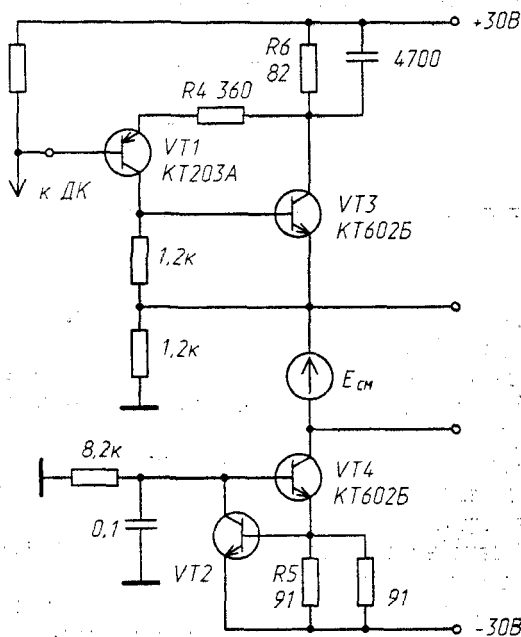 +30В
R6
82
4700
R4 360
VT1
КТ203А
к ДК
VT3
КТ602Б
1,2к
1,2к
Eсм
8,2к
VT4
КТ602Б
0,1
VT2
R5
91
91
-30В